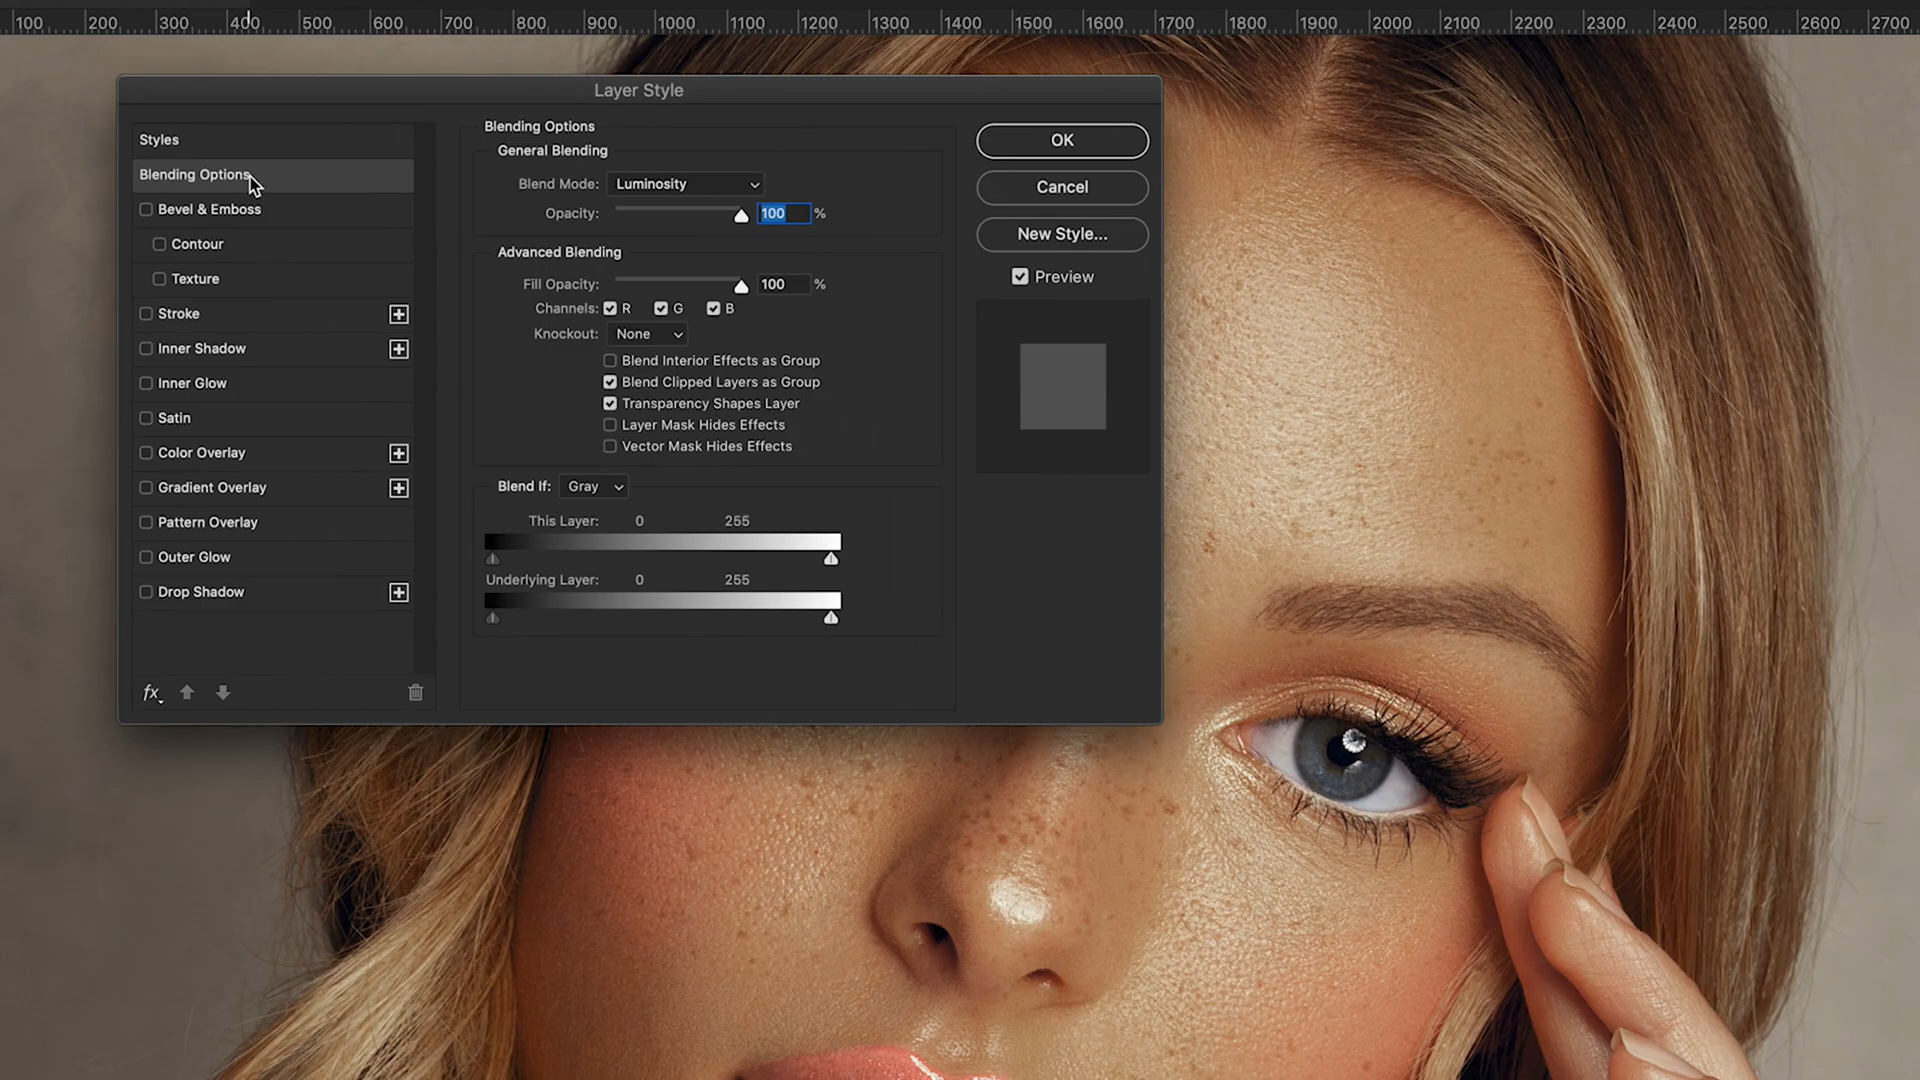 100 200 300 400 500 600 700 800 900 1000 1100 1200 1300 1400 1500 1600 1700 1800 1900 2000 2100 2200 2300 2400 2500 2600 2700
Layer Style
Styles
Blending Options
Bevel & Emboss
Contour
Texture
Stroke
Inner Shadow
Inner Glow
Satin
Color Overlay
Gradient Overlay
Pattern Overlay
Outer Glow
Drop Shadow
fx
Blending Options
General Blending
Blend Mode: Luminosity
Opacity: 100 %
Advanced Blending
Fill Opacity: 100 %
Channels: R G B
Knockout: None
Blend Interior Effects as Group
Blend Clipped Layers as Group
Transparency Shapes Layer
Layer Mask Hides Effects
Vector Mask Hides Effects
Blend If: Gray
This Layer: 0 255
Underlying Layer: 0 255
OK
Cancel
New Style...
Preview